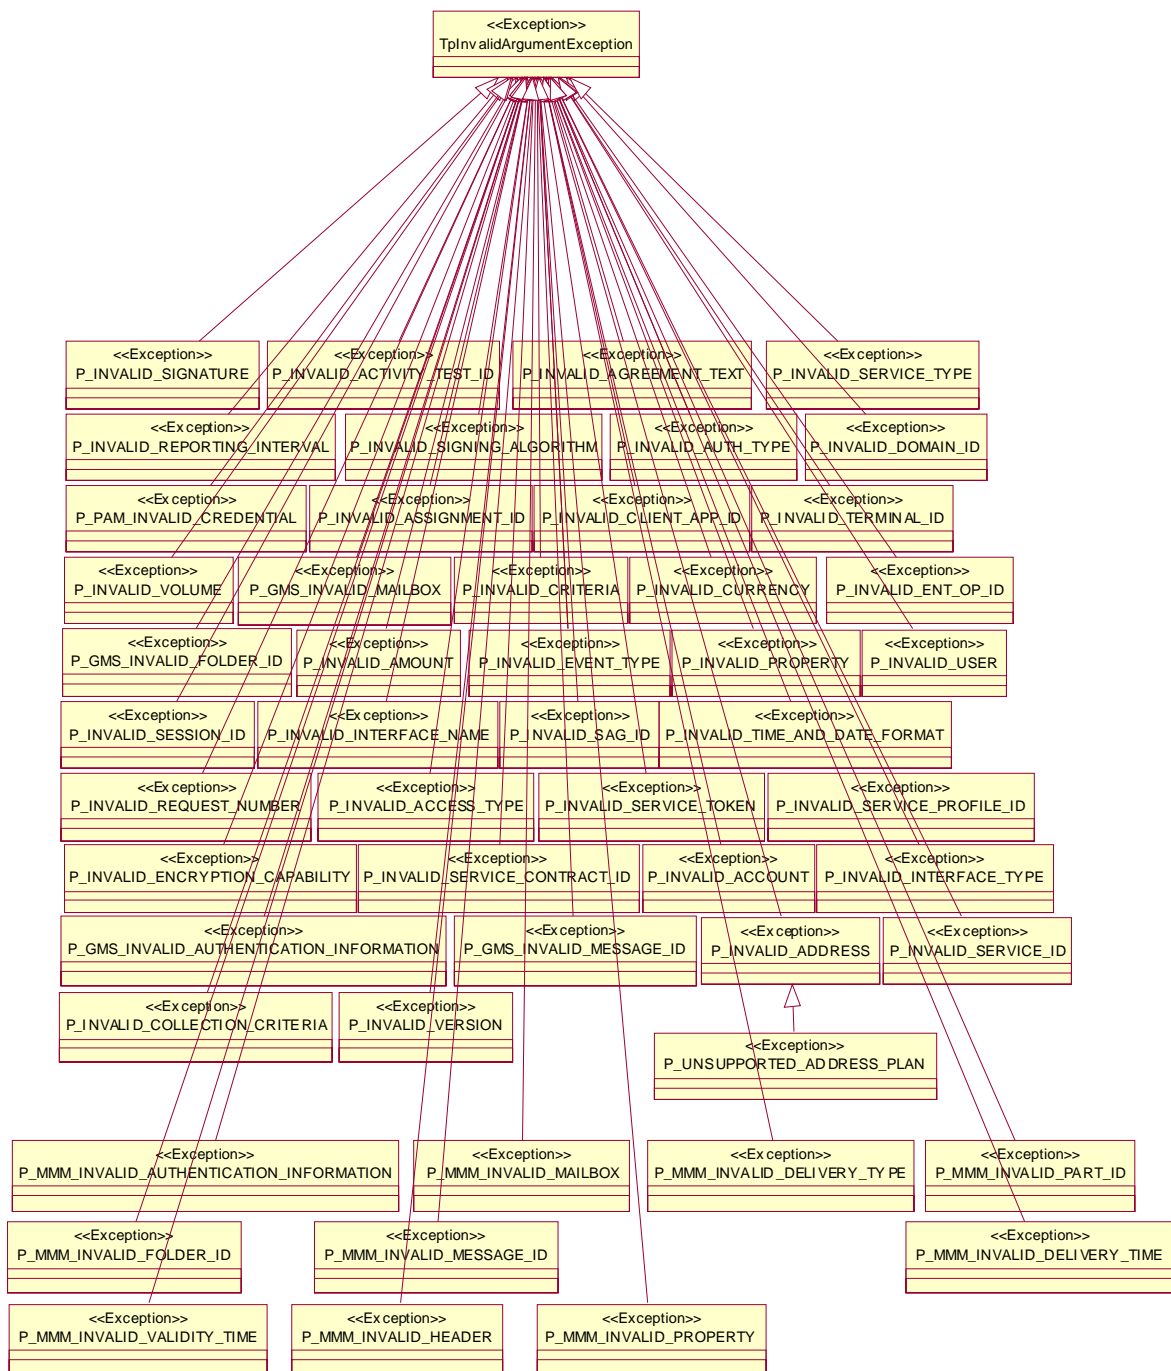 <<Exception>>
TpInvalidArgumentException
<<Exception>>
P_INVALID_SIGNATURE
<<Exception>>
P_INVALID_ACTIVITY_TEST_ID
<<Exception>>
P_INVALID_AGREEMENT_TEXT
<<Exception>>
P_INVALID_SERVICE_TYPE
<<Exception>>
P_INVALID_REPORTING_INTERVAL
<<Exception>>
P_INVALID_SIGNING_ALGORITHM
<<Exception>>
P_INVALID_AUTH_TYPE
<<Exception>>
P_INVALID_DOMAIN_ID
<<Exception>>
P_PAM_INVALID_CREDENTIAL
<<Exception>>
P_INVALID_ASSIGNMENT_ID
<<Exception>>
P_INVALID_CLIENT_APP_ID
<<Exception>>
P_INVALID_TERMINAL_ID
<<Exception>>
P_INVALID_VOLUME
<<Exception>>
P_GMS_INVALID_MAILBOX
<<Exception>>
P_INVALID_CRITERIA
<<Exception>>
P_INVALID_CURRENCY
<<Exception>>
P_INVALID_ENT_OP_ID
<<Exception>>
P_GMS_INVALID_FOLDER_ID
<<Exception>>
P_INVALID_AMOUNT
<<Exception>>
P_INVALID_EVENT_TYPE
<<Exception>>
P_INVALID_PROPERTY
<<Exception>>
P_INVALID_USER
<<Exception>>
P_INVALID_SESSION_ID
<<Exception>>
P_INVALID_INTERFACE_NAME
<<Exception>>
P_INVALID_SAG_ID
<<Exception>>
P_INVALID_TIME_AND_DATE_FORMAT
<<Exception>>
P_INVALID_REQUEST_NUMBER
<<Exception>>
P_INVALID_ACCESS_TYPE
<<Exception>>
P_INVALID_SERVICE_TOKEN
<<Exception>>
P_INVALID_SERVICE_PROFILE_ID
<<Exception>>
P_INVALID_ENCRYPTION_CAPABILITY
<<Exception>>
P_INVALID_SERVICE_CONTRACT_ID
<<Exception>>
P_INVALID_ACCOUNT
<<Exception>>
P_INVALID_INTERFACE_TYPE
<<Exception>>
P_GMS_INVALID_AUTHENTICATION_INFORMATION
<<Exception>>
P_GMS_INVALID_MESSAGE_ID
<<Exception>>
P_INVALID_ADDRESS
<<Exception>>
P_INVALID_SERVICE_ID
<<Exception>>
P_INVALID_COLLECTION_CRITERIA
<<Exception>>
P_INVALID_VERSION
<<Exception>>
P_UNSUPPORTED_ADDRESS_PLAN
<<Exception>>
P_MMM_INVALID_AUTHENTICATION_INFORMATION
<<Exception>>
P_MMM_INVALID_MAILBOX
<<Exception>>
P_MMM_INVALID_DELIVERY_TYPE
<<Exception>>
P_MMM_INVALID_PART_ID
<<Exception>>
P_MMM_INVALID_FOLDER_ID
<<Exception>>
P_MMM_INVALID_MESSAGE_ID
<<Exception>>
P_MMM_INVALID_DELIVERY_TIME
<<Exception>>
P_MMM_INVALID_VALIDITY_TIME
<<Exception>>
P_MMM_INVALID_HEADER
<<Exception>>
P_MMM_INVALID_PROPERTY